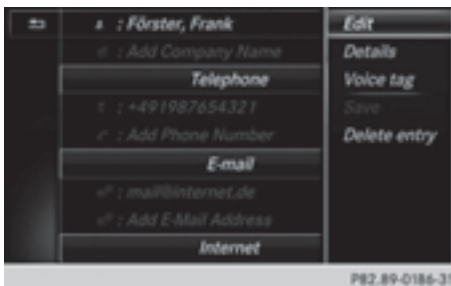 : Förster, Frank
: Add Company Name
Telephone
: +491987654321
: Add Phone Number
E-mail
: mail@internet.de
: Add E-Mail Address
Internet
Edit
Details
Voice tag
Save
Delete entry
P82.89-0186-31